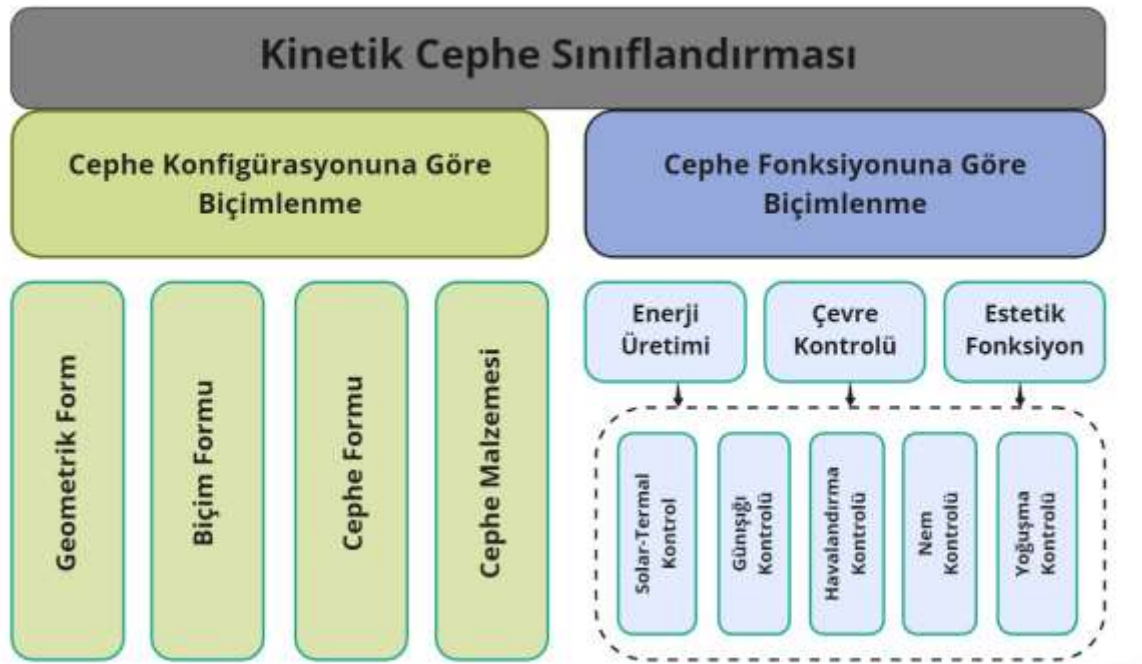 Kinetik Cephe Sınıflandırması
Cephe Konfigürasyonuna Göre
Biçimlenme
Cephe Fonksiyonuna Göre
Biçimlenme
Geometrik Form
Biçim Formu
Cephe Formu
Cephe Malzemesi
Enerji
Üretimi
Çevre
Kontrolü
Estetik
Fonksiyon
Solar-Termal
Kontrol
Günışığı
Kontrolü
Havalandırma
Kontrolü
Nem
Kontrolü
Yoğuşma
Kontrolü